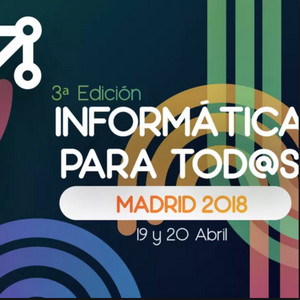 3ª Edición
INFORMÁTICA
PARA TOD@S
MADRID 2018
19 y 20 Abril